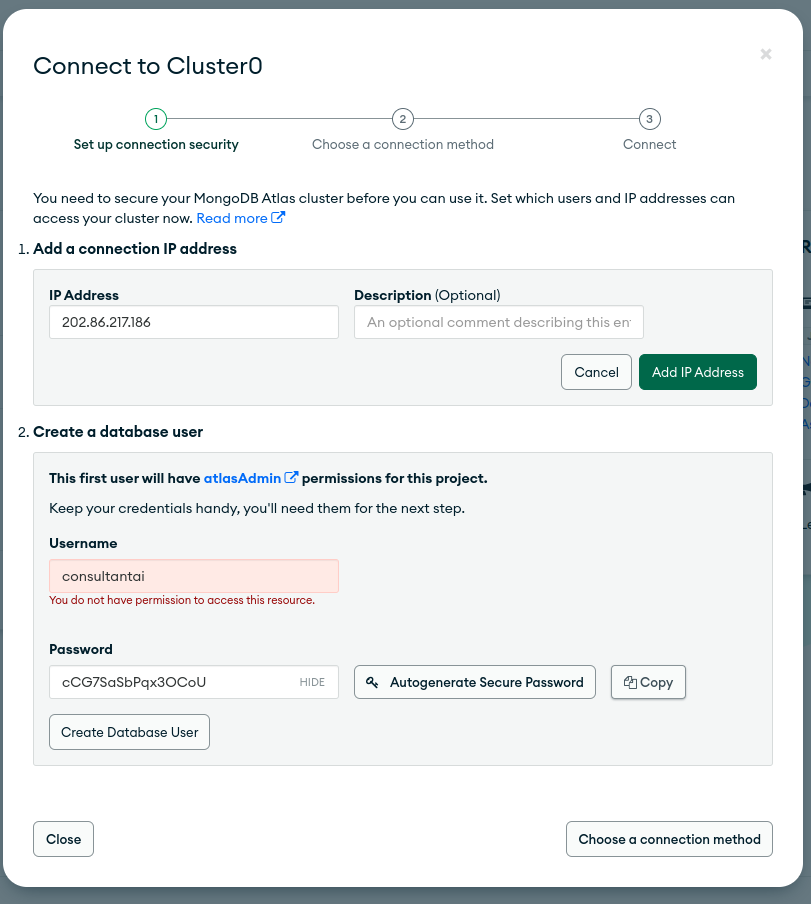 Connect to Cluster0
×
1
2
3
Set up connection security
Choose a connection method
Connect
You need to secure your MongoDB Atlas cluster before you can use it. Set which users and IP addresses can
access your cluster now. Read more
1. Add a connection IP address
IP Address
Description (Optional)
202.86.217.186
An optional comment describing this en
Cancel
Add IP Address
2. Create a database user
This first user will have atlasAdmin permissions for this project.
Keep your credentials handy, you'll need them for the next step.
Username
consultantai
You do not have permission to access this resource.
Password
cCG7SaSbPqx3OCoU
HIDE
Autogenerate Secure Password
Copy
Create Database User
Close
Choose a connection method